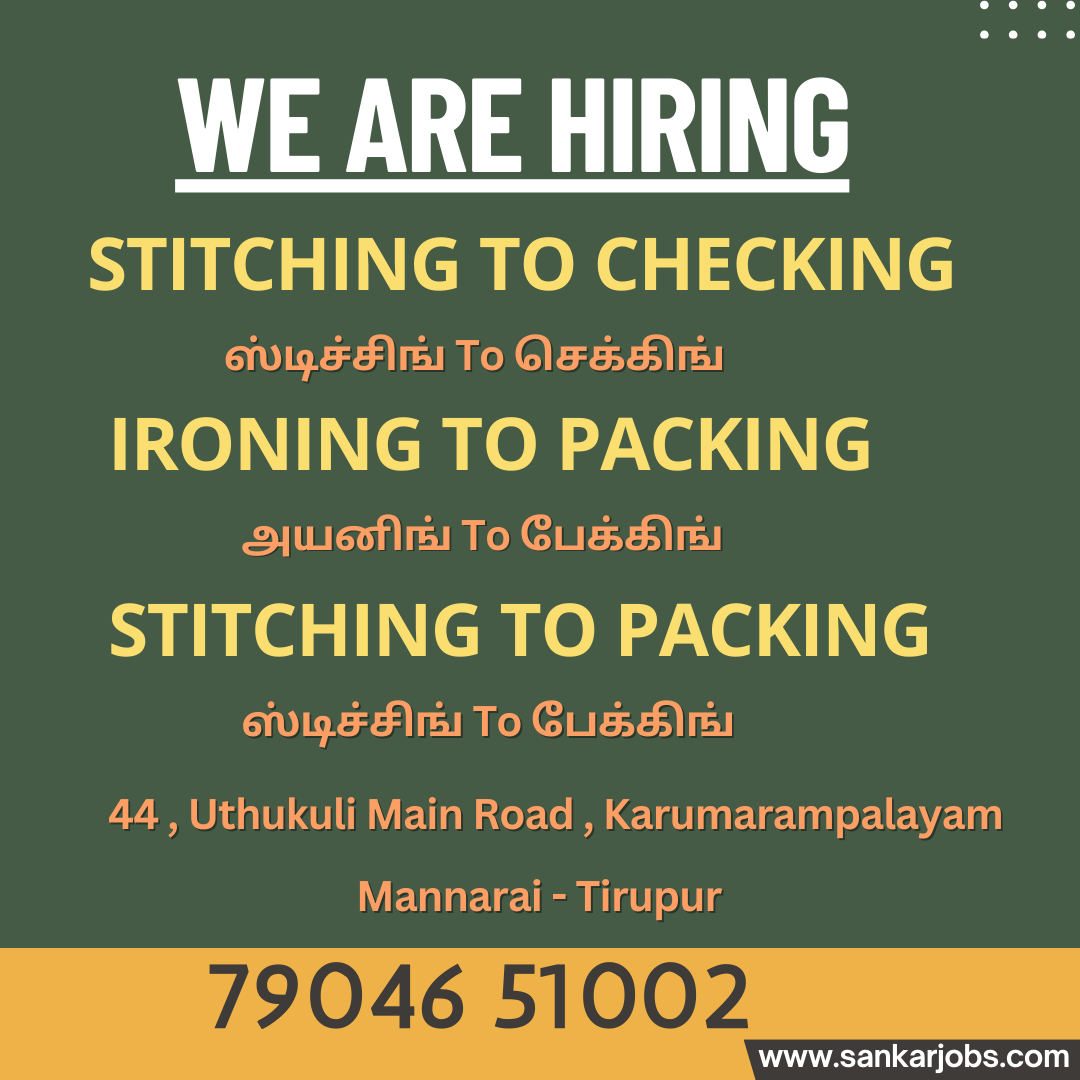 WE ARE HIRING
STITCHING TO CHECKING
ஸ்டிச்சிங் To செக்கிங்
IRONING TO PACKING
அயனிங் To பேக்கிங்
STITCHING TO PACKING
ஸ்டிச்சிங் To பேக்கிங்
44 , Uthukuli Main Road , Karumarampalayam
Mannarai - Tirupur
79046 51002
www.sankarjobs.com